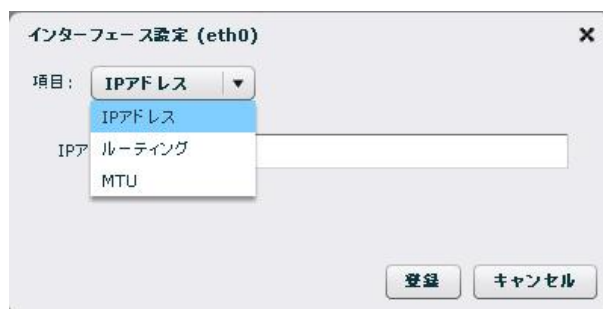 インターフェース設定 (eth0)
項目: IPアドレス
IPアドレス
IPア
ルーティング
MTU
登録 キャンセル